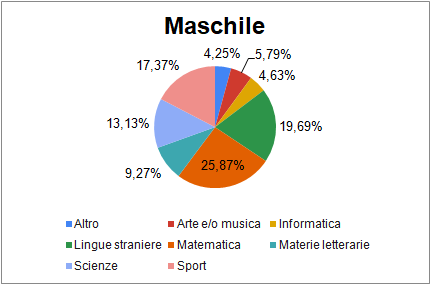 Maschile
4,25%
5,79%
4,63%
17,37%
19,69%
13,13%
25,87%
9,27%
Altro Arte e/o musica Informatica
Lingue straniere Matematica Materie letterarie
Scienze Sport